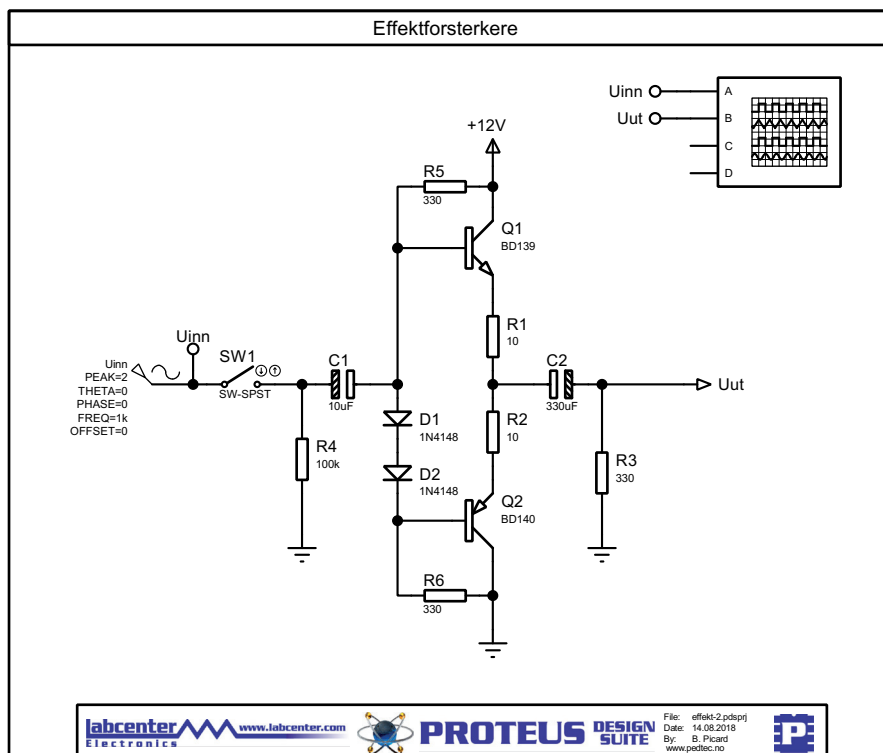 Effektforsterkere
Uinn
Uut
A
B
C
D
+12V
R5
330
Q1
BD139
R1
10
Uinn
Uinn
PEAK=2
THETA=0
PHASE=0
FREQ=1k
OFFSET=0
SW1
SW-SPST
C1
10uF
C2
330uF
Uut
D1
1N4148
R2
10
R4
100k
D2
1N4148
R3
330
Q2
BD140
R6
330
labcenter
Electronics
www.labcenter.com
PROTEUS DESIGN SUITE
File: effekt-2.pdsprj
Date: 14.08.2018
By: B. Picard
www.pedtec.no
P